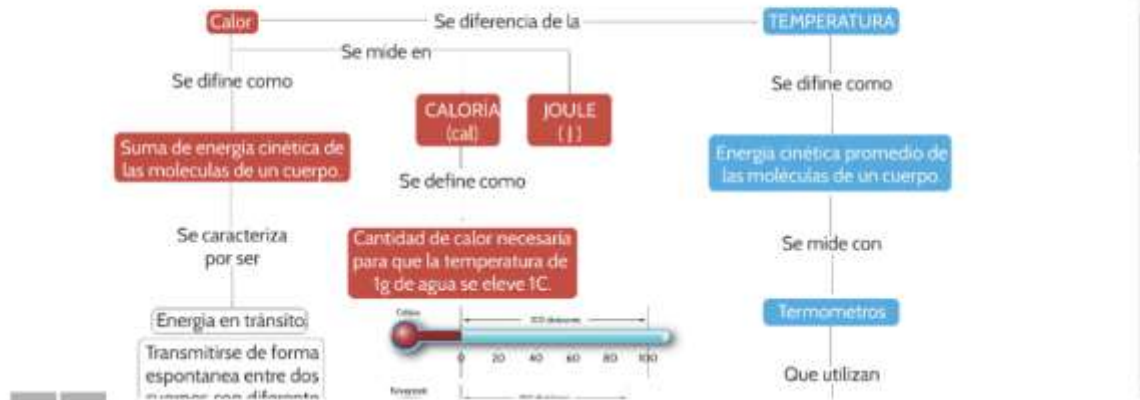 Calor
Se diferencia de la
TEMPERATURA
Se mide en
Se difine como
Se difine como
CALORÍA
(cal)
JOULE
( J )
Suma de energía cinética de
las moleculas de un cuerpo.
Energía cinética promedio de
las moléculas de un cuerpo.
Se define como
Se caracteriza
por ser
Cantidad de calor necesaria
para que la temperatura de
1g de agua se eleve 1C.
Se mide con
Energía en tránsito
Termometros
0 20 40 60 80 100
Transmitirse de forma
espontanea entre dos
cuerpos con diferente
Que utilizan